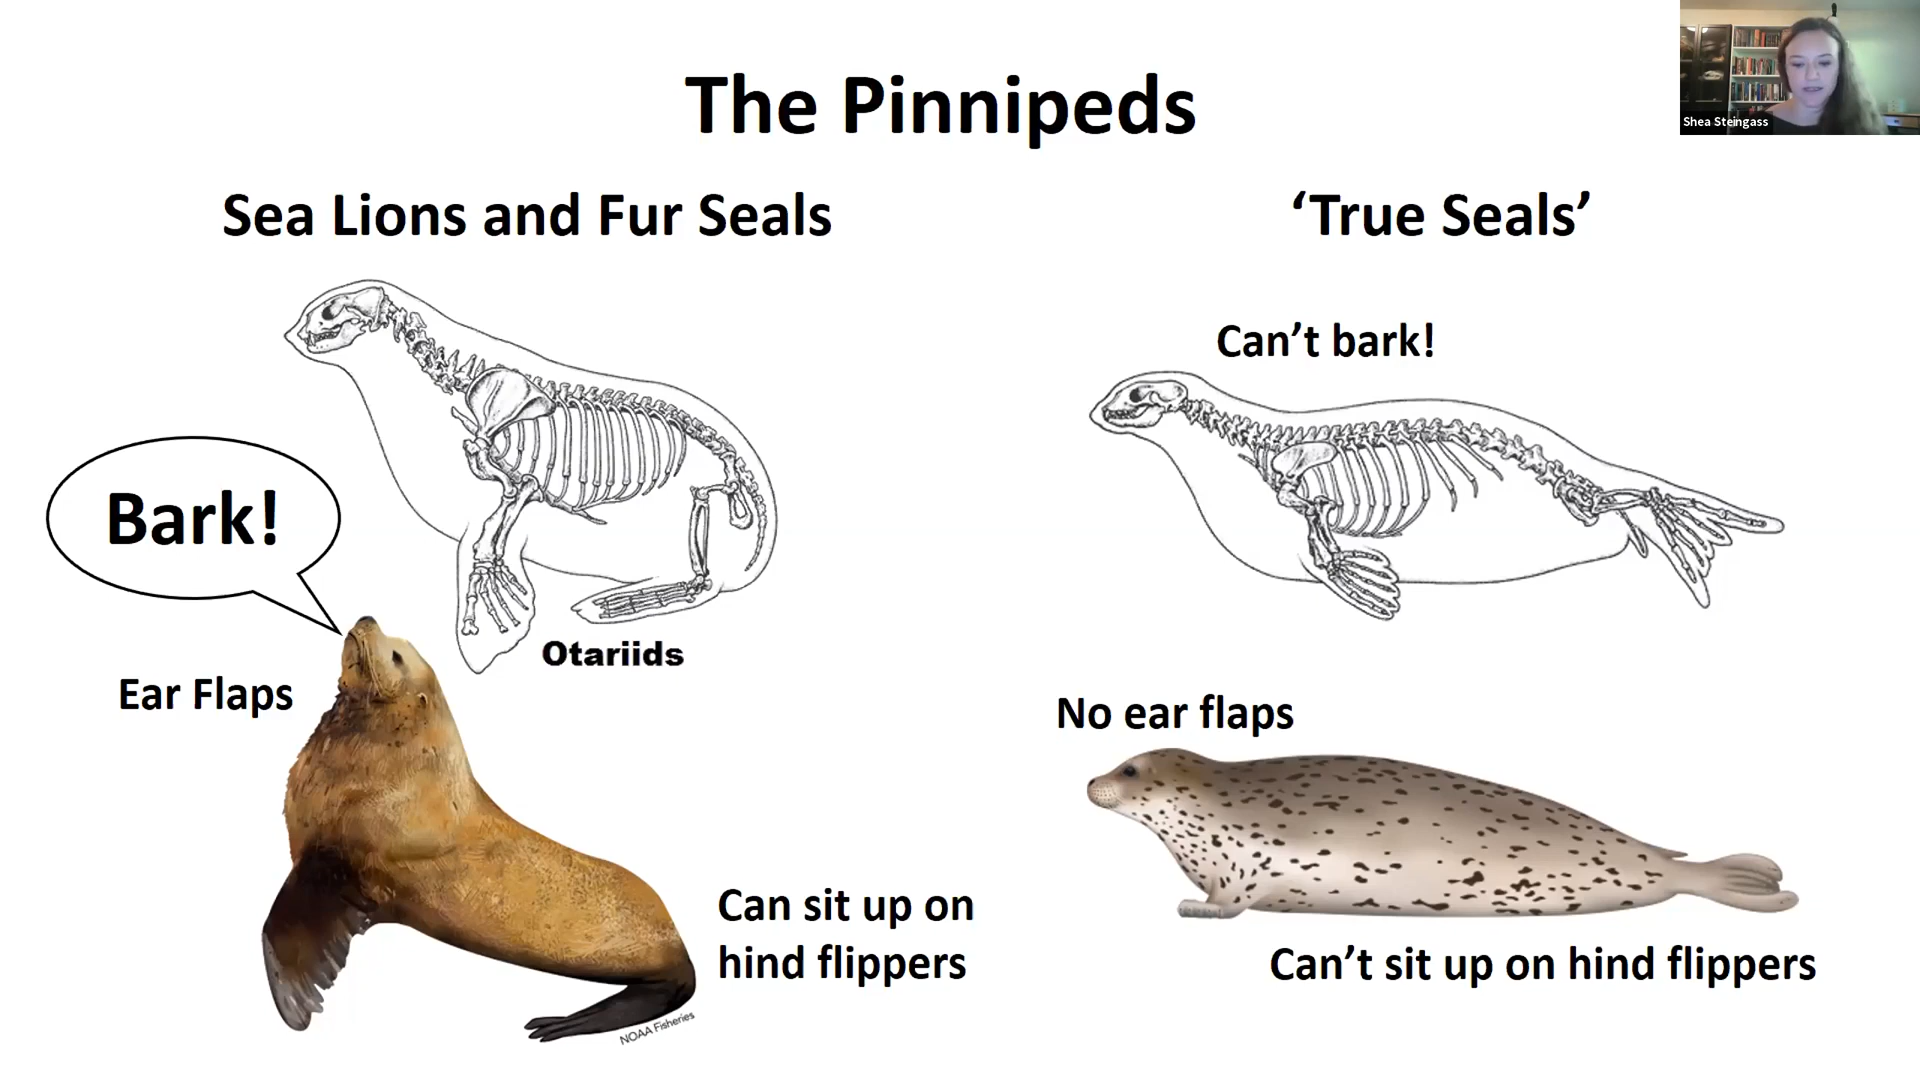 Shea Steingass
The Pinnipeds
Sea Lions and Fur Seals
‘True Seals’
Can’t bark!
Bark!
Otariids
Ear Flaps
No ear flaps
Can sit up on
hind flippers
Can’t sit up on hind flippers
NOAA Fisheries